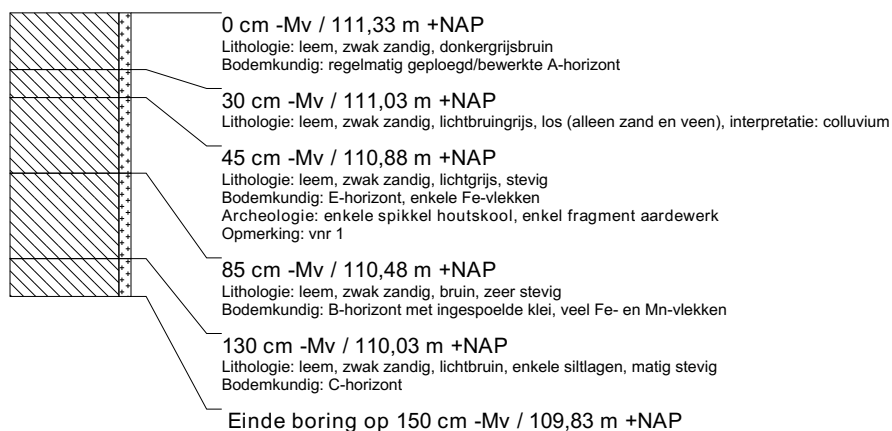 0 cm -Mv / 111,33 m +NAP
Lithologie: leem, zwak zandig, donkergrijsbruin
Bodemkundig: regelmatig geploegd/bewerkte A-horizont
30 cm -Mv / 111,03 m +NAP
Lithologie: leem, zwak zandig, lichtbruingrijs, los (alleen zand en veen), interpretatie: colluvium
45 cm -Mv / 110,88 m +NAP
Lithologie: leem, zwak zandig, lichtgrijs, stevig
Bodemkundig: E-horizont, enkele Fe-vlekken
Archeologie: enkele spikkel houtskool, enkel fragment aardewerk
Opmerking: vnr 1
85 cm -Mv / 110,48 m +NAP
Lithologie: leem, zwak zandig, bruin, zeer stevig
Bodemkundig: B-horizont met ingespoelde klei, veel Fe- en Mn-vlekken
130 cm -Mv / 110,03 m +NAP
Lithologie: leem, zwak zandig, lichtbruin, enkele siltlagen, matig stevig
Bodemkundig: C-horizont
Einde boring op 150 cm -Mv / 109,83 m +NAP